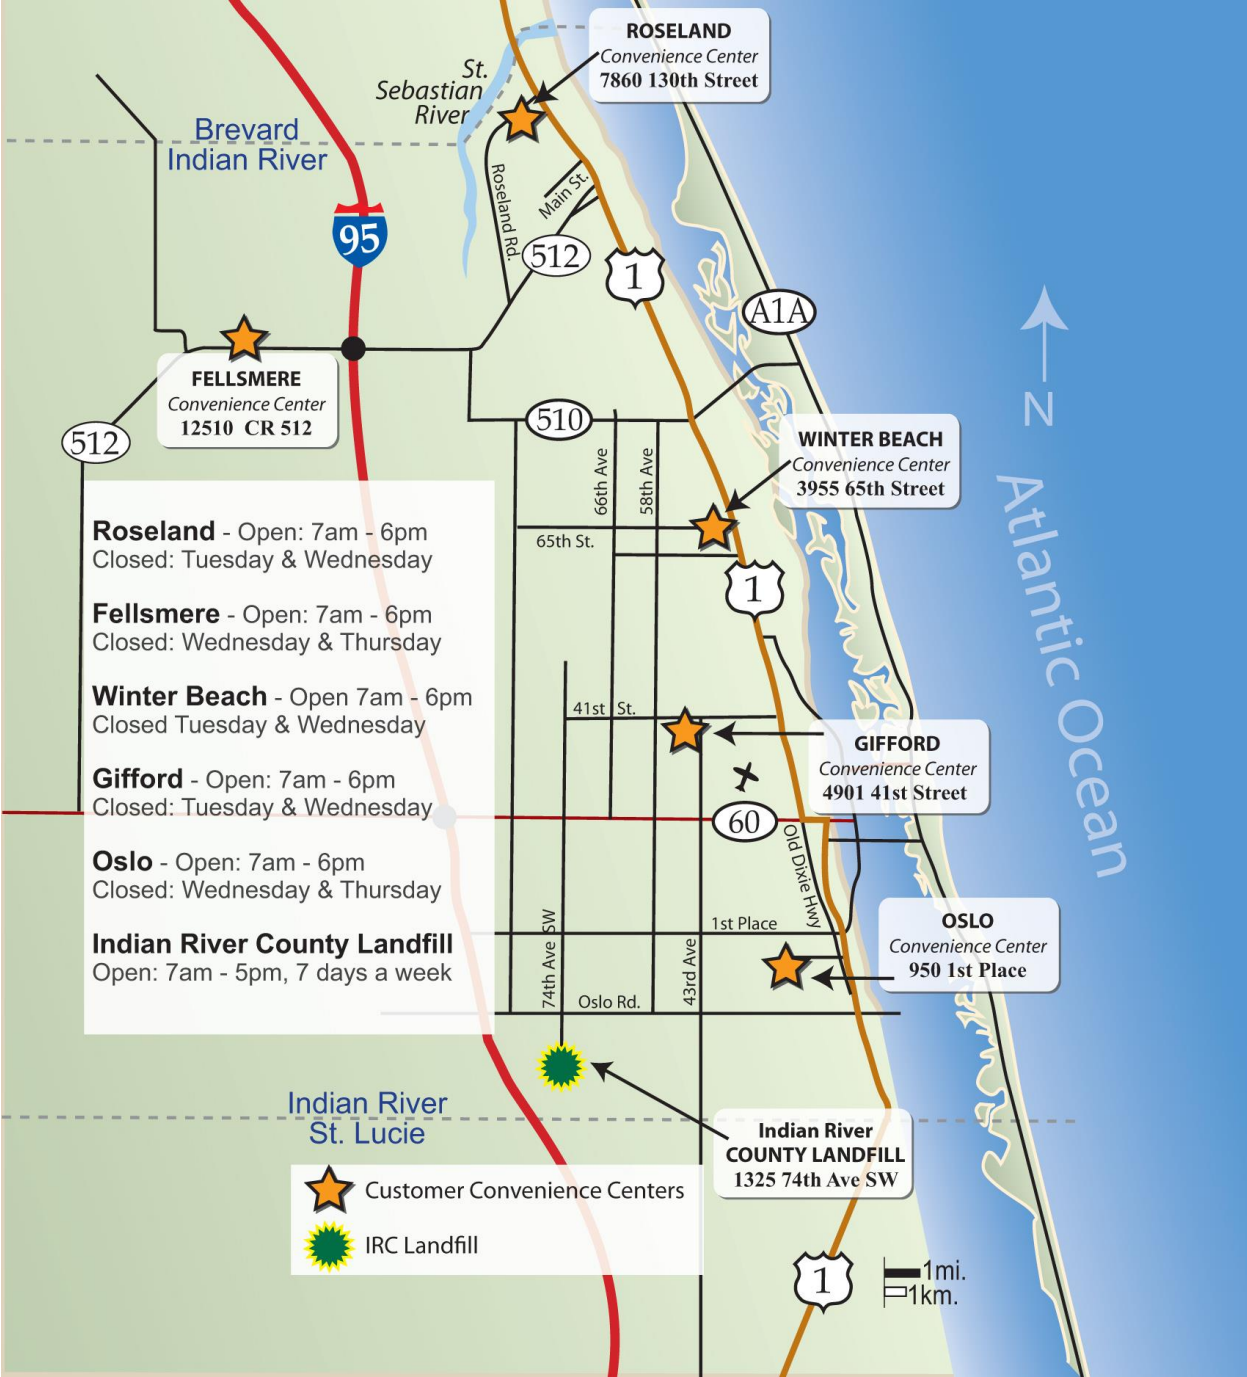 ROSELAND
Convenience Center
7860 130th Street
St.
Sebastian
River
Brevard
Indian River
95
Roseland Rd.
Main St.
512
1
A1A
N
Atlantic Ocean
FELLSMERE
Convenience Center
12510 CR 512
512
510
66th Ave
58th Ave
WINTER BEACH
Convenience Center
3955 65th Street
65th St.
1
Roseland - Open: 7am - 6pm
Closed: Tuesday & Wednesday
Fellsmere - Open: 7am - 6pm
Closed: Wednesday & Thursday
Winter Beach - Open 7am - 6pm
Closed Tuesday & Wednesday
Gifford - Open: 7am - 6pm
Closed: Tuesday & Wednesday
Oslo - Open: 7am - 6pm
Closed: Wednesday & Thursday
Indian River County Landfill
Open: 7am - 5pm, 7 days a week
41st St.
GIFFORD
Convenience Center
4901 41st Street
60
Old Dixie Hwy
1st Place
74th Ave SW
43rd Ave
OSLO
Convenience Center
950 1st Place
Oslo Rd.
Indian River
St. Lucie
Indian River
COUNTY LANDFILL
1325 74th Ave SW
Customer Convenience Centers
IRC Landfill
1
1mi.
1km.